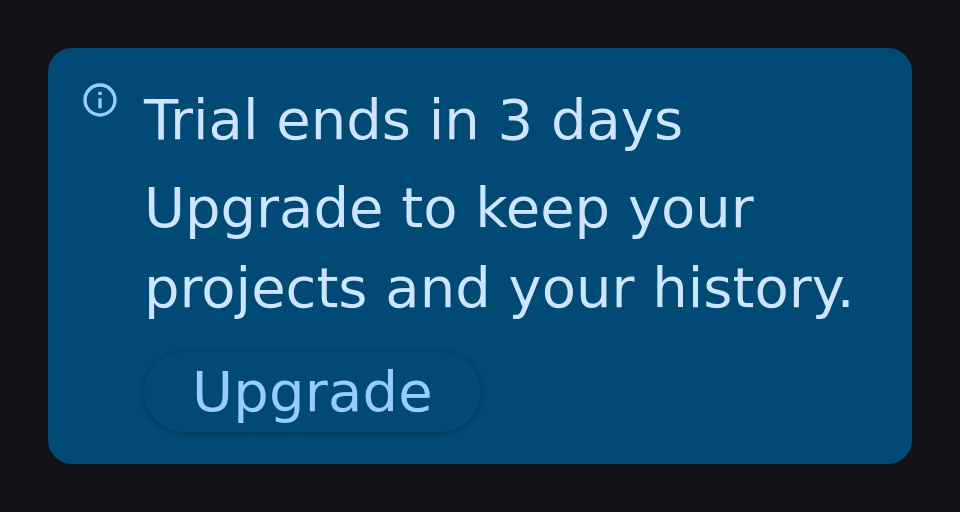 Trial ends in 3 days
Upgrade to keep your
projects and your history.
Upgrade